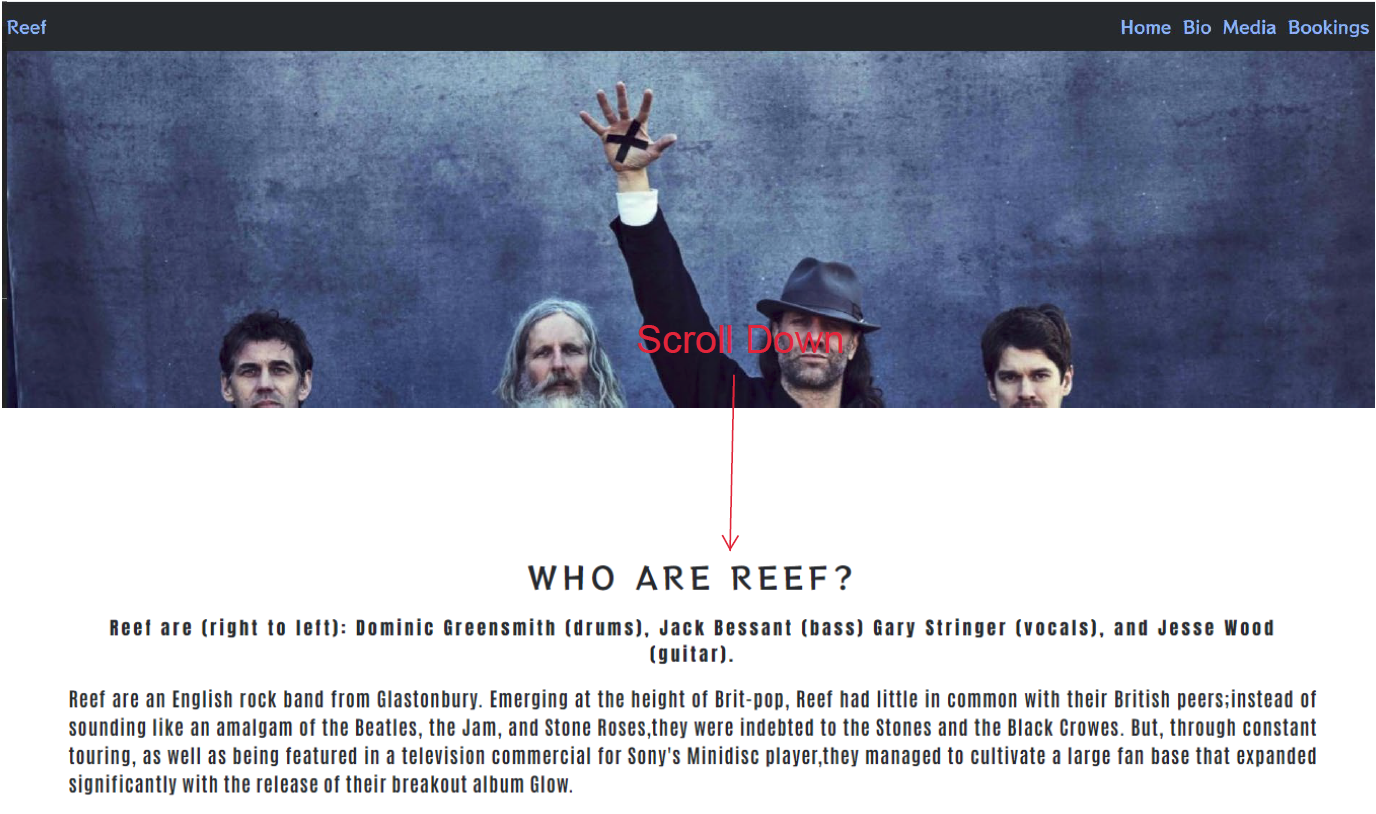 Reef
Home Bio Media Bookings
Scroll Down
WHO ARE REEF?
Reef are (right to left): Dominic Greensmith (drums), Jack Bessant (bass) Gary Stringer (vocals), and Jesse Wood
(guitar).
Reef are an English rock band from Glastonbury. Emerging at the height of Brit-pop, Reef had little in common with their British peers;instead of
sounding like an amalgam of the Beatles, the Jam, and Stone Roses,they were indebted to the Stones and the Black Crowes. But, through constant
touring, as well as being featured in a television commercial for Sony's Minidisc player,they managed to cultivate a large fan base that expanded
significantly with the release of their breakout album Glow.